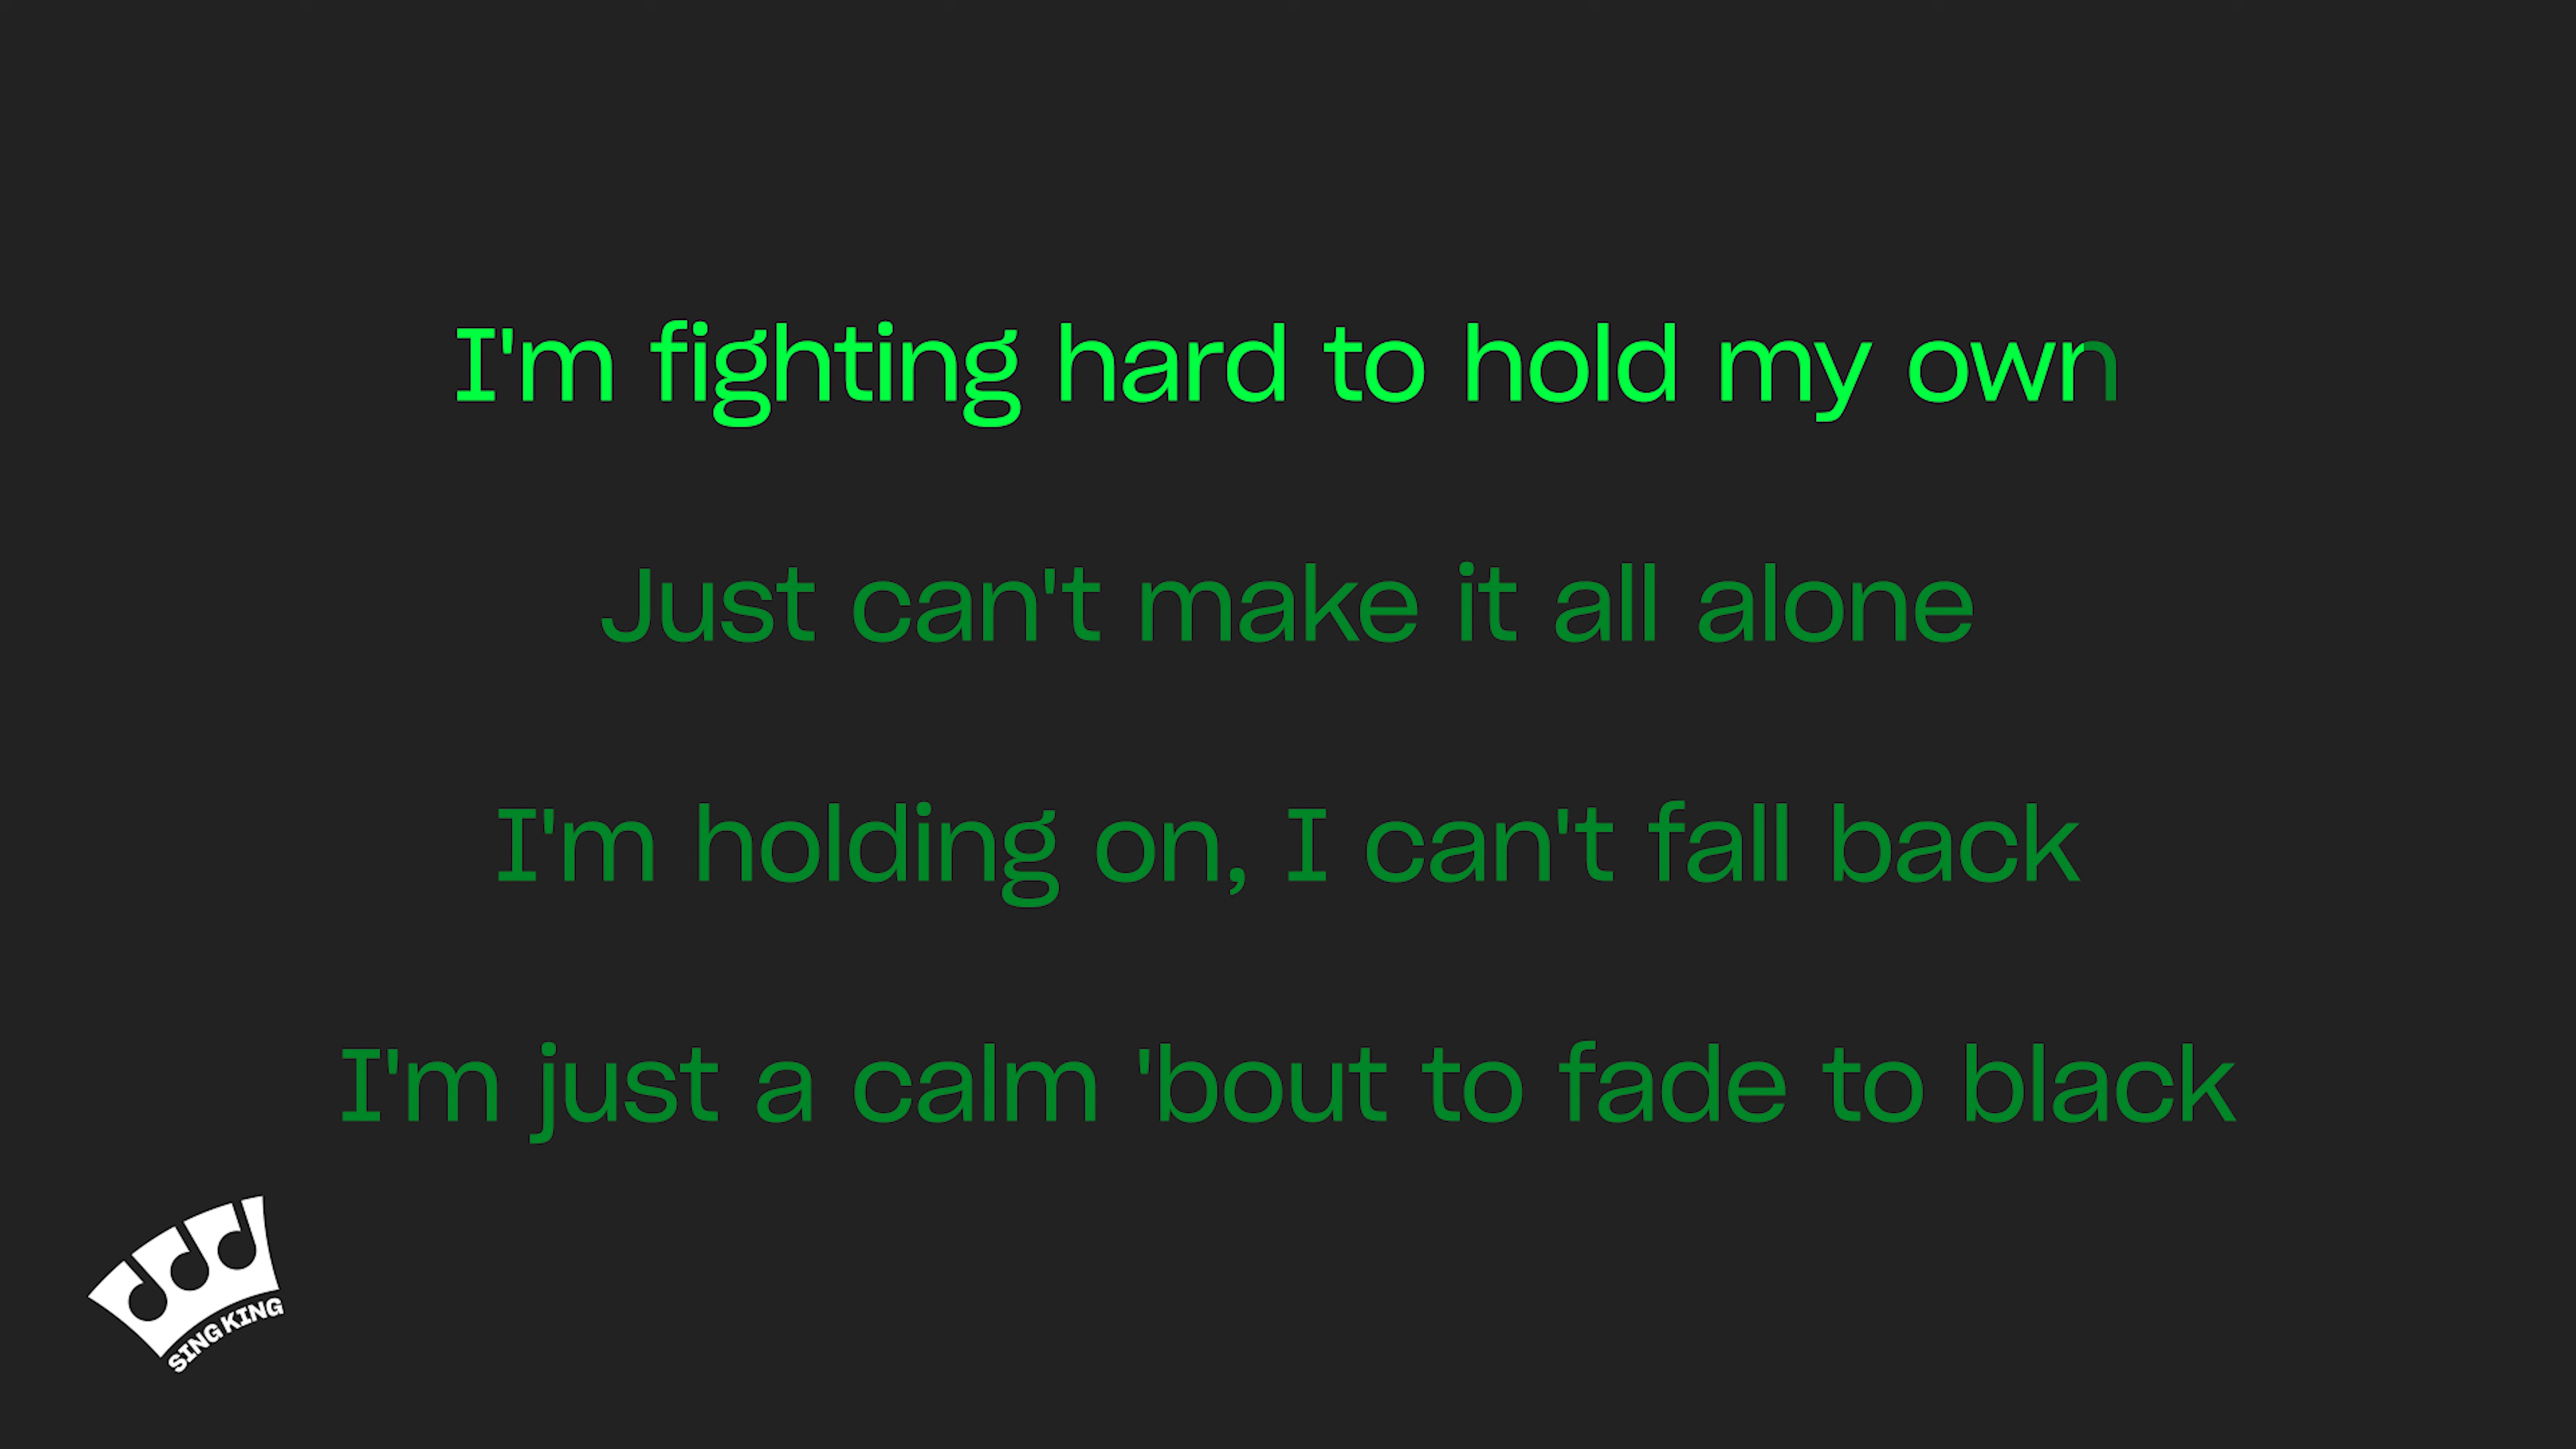 I'm fighting hard to hold my own
Just can't make it all alone
I'm holding on, I can't fall back
I'm just a calm 'bout to fade to black
SING KING